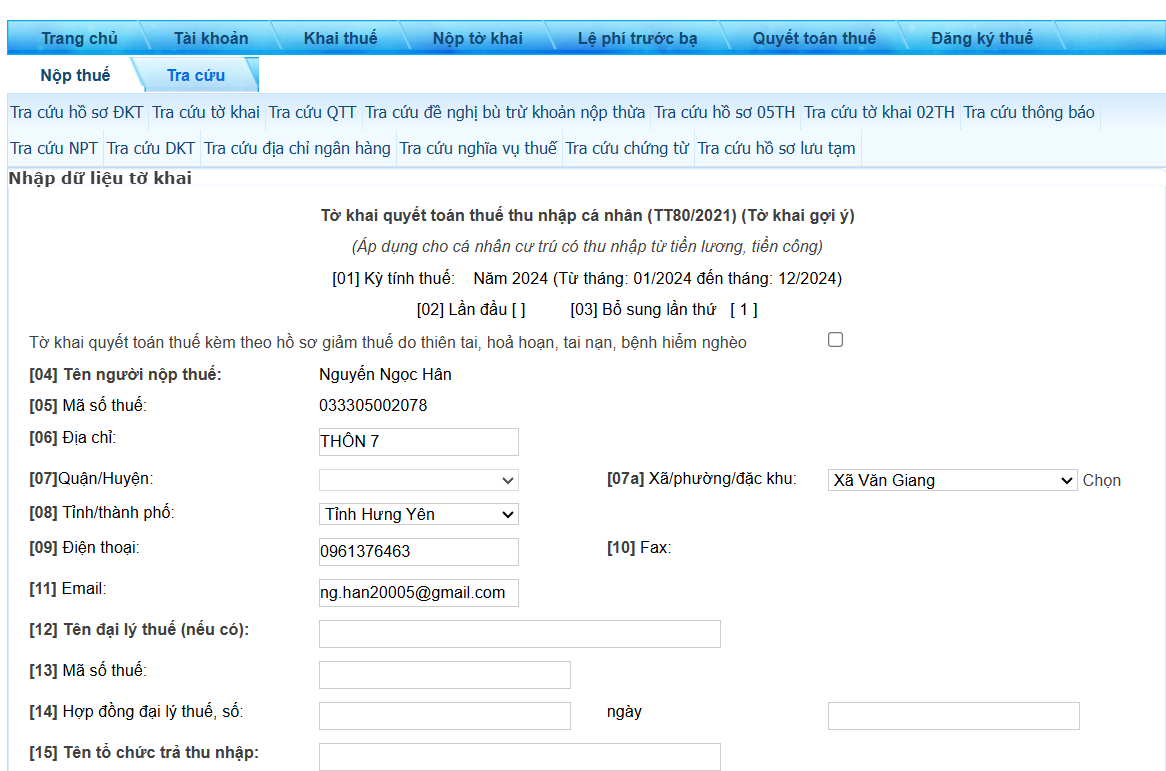 Trang chủ Tài khoản Khai thuế Nộp tờ khai Lệ phí trước bạ Quyết toán thuế Đăng ký thuế
Nộp thuế Tra cứu
Tra cứu hồ sơ ĐKT Tra cứu tờ khai Tra cứu QTT Tra cứu đề nghị bù trừ khoản nộp thừa Tra cứu hồ sơ 05TH Tra cứu tờ khai 02TH Tra cứu thông báo
Tra cứu NPT Tra cứu DKT Tra cứu địa chỉ ngân hàng Tra cứu nghĩa vụ thuế Tra cứu chứng từ Tra cứu hồ sơ lưu tạm
Nhập dữ liệu tờ khai
Tờ khai quyết toán thuế thu nhập cá nhân (TT80/2021) (Tờ khai gợi ý)
(Áp dụng cho cá nhân cư trú có thu nhập từ tiền lương, tiền công)
[01] Kỳ tính thuế: Năm 2024 (Từ tháng: 01/2024 đến tháng: 12/2024)
[02] Lần đầu [ ] [03] Bổ sung lần thứ [ 1 ]
Tờ khai quyết toán thuế kèm theo hồ sơ giảm thuế do thiên tai, hoả hoạn, tai nạn, bệnh hiểm nghèo
[04] Tên người nộp thuế: Nguyễn Ngọc Hân
[05] Mã số thuế: 033305002078
[06] Địa chỉ: THÔN 7
[07]Quận/Huyện: [07a] Xã/phường/đặc khu: Xã Văn Giang Chọn
[08] Tỉnh/thành phố: Tỉnh Hưng Yên
[09] Điện thoại: 0961376463 [10] Fax:
[11] Email: ng.han20005@gmail.com
[12] Tên đại lý thuế (nếu có):
[13] Mã số thuế:
[14] Hợp đồng đại lý thuế, số: ngày
[15] Tên tổ chức trả thu nhập: